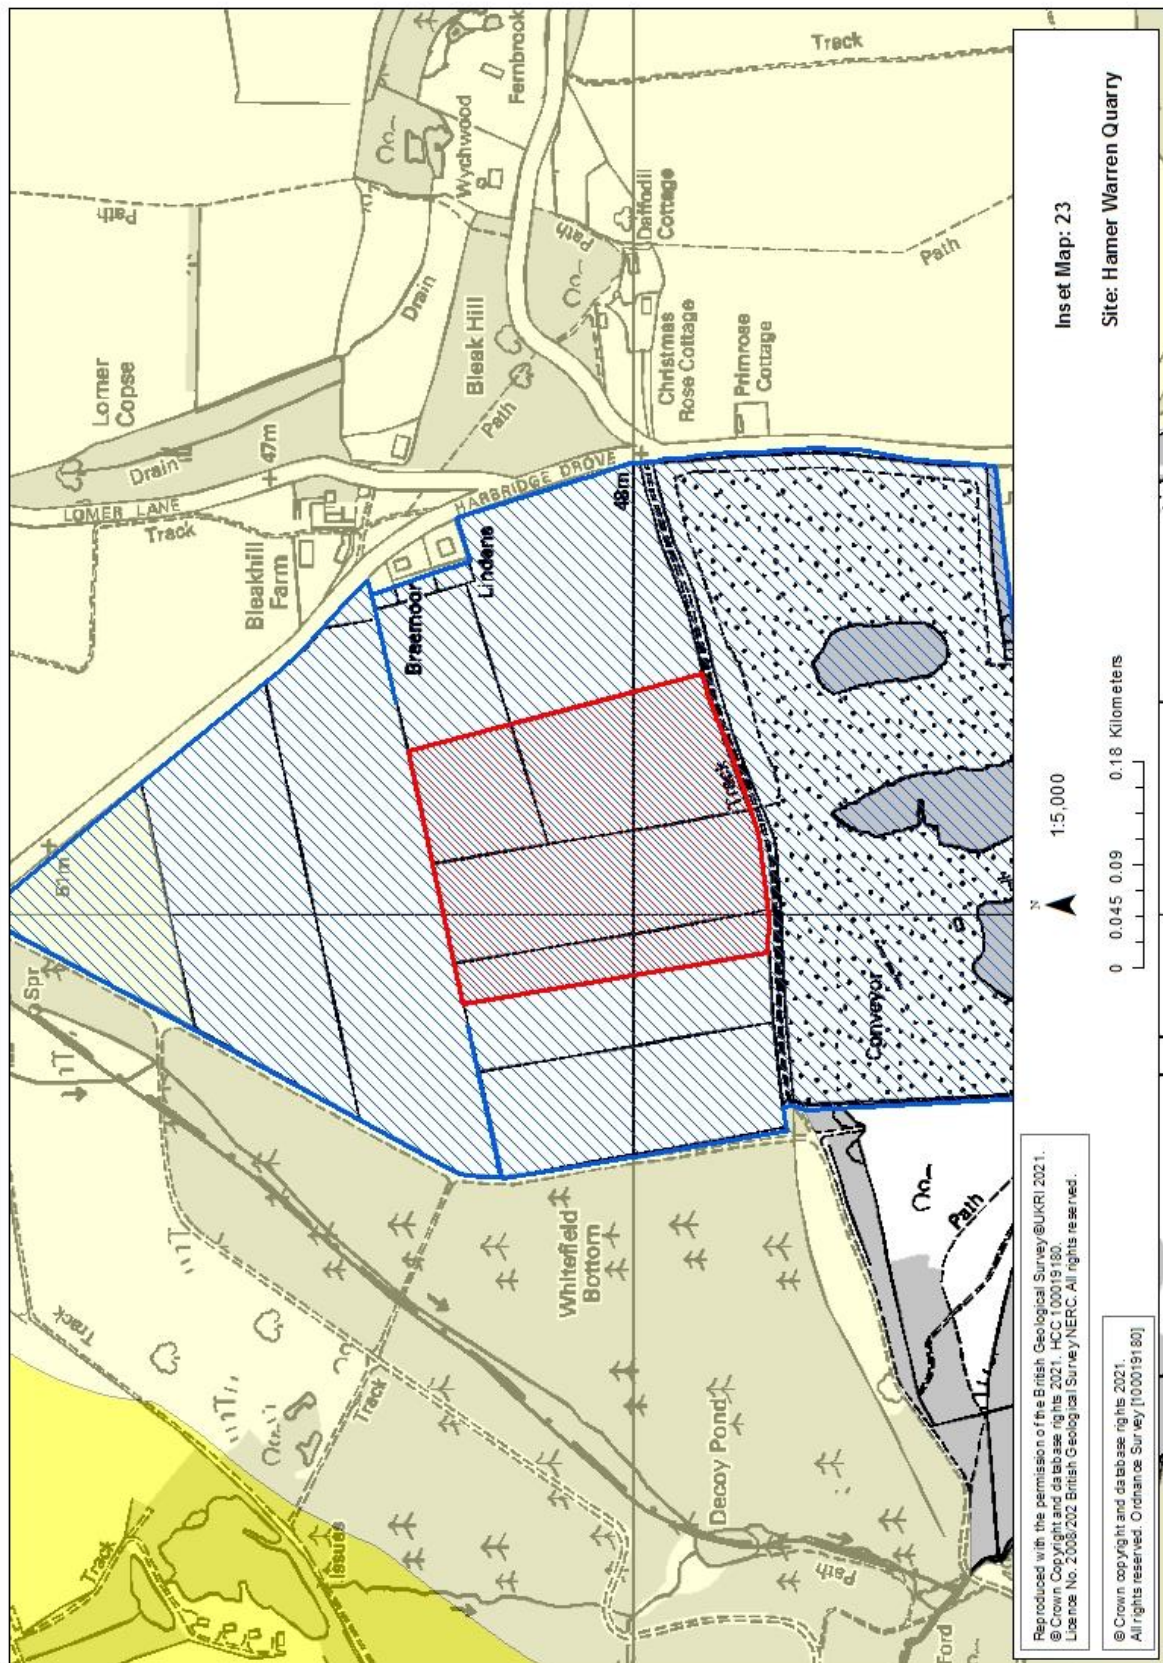 Track
Fernbrook
Wychwood
Path
Drain
Lomer
Copse
Drain
47m
LOMER LANE
Track
Bleakhill
Farm
Bleak Hill
Path
Path
Daffodil
Cottage
Path
Christmas
Rose Cottage
Primrose
Cottage
HARBRIDGE DROVE
48m
Lindens
Braemoor
51m
Spr
Track
Conveyor
Whitefield
Bottom
Track
Track
Track
Issues
Decoy Pond
Path
Ford
Path
Inset Map: 23
Site: Hamer Warren Quarry
N
1:5,000
0 0.045 0.09 0.18 Kilometers
Reproduced with the permission of the British Geological Survey ©UKRI 2021.
© Crown Copyright and database rights 2021. HCC 100019180.
Licence No. 2008/202 British Geological Survey NERC. All rights reserved.
© Crown copyright and database rights 2021.
All rights reserved. Ordnance Survey [100019180]